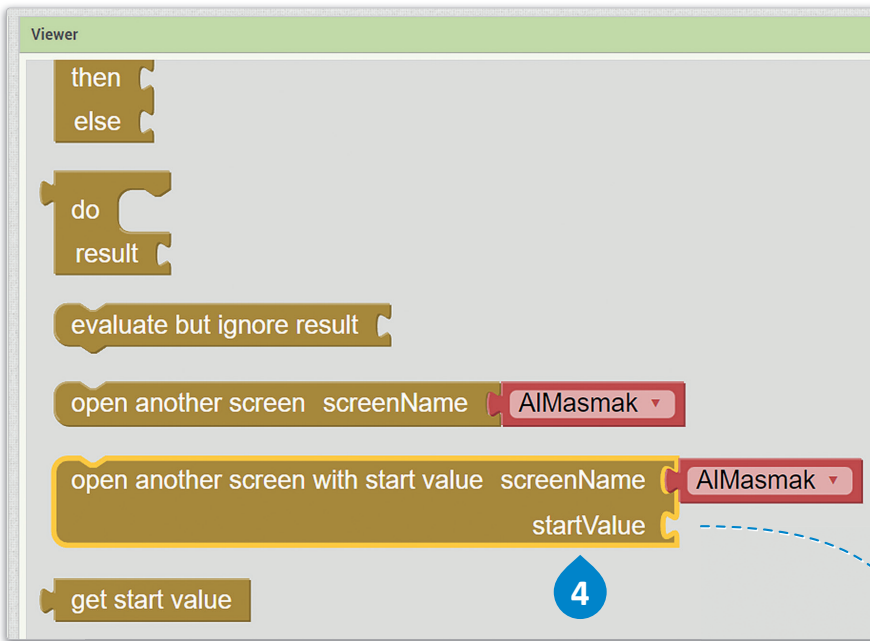 Viewer
then
else
do
result
evaluate but ignore result
open another screen screenName AlMasmak
open another screen with start value screenName AlMasmak
startValue
4
get start value